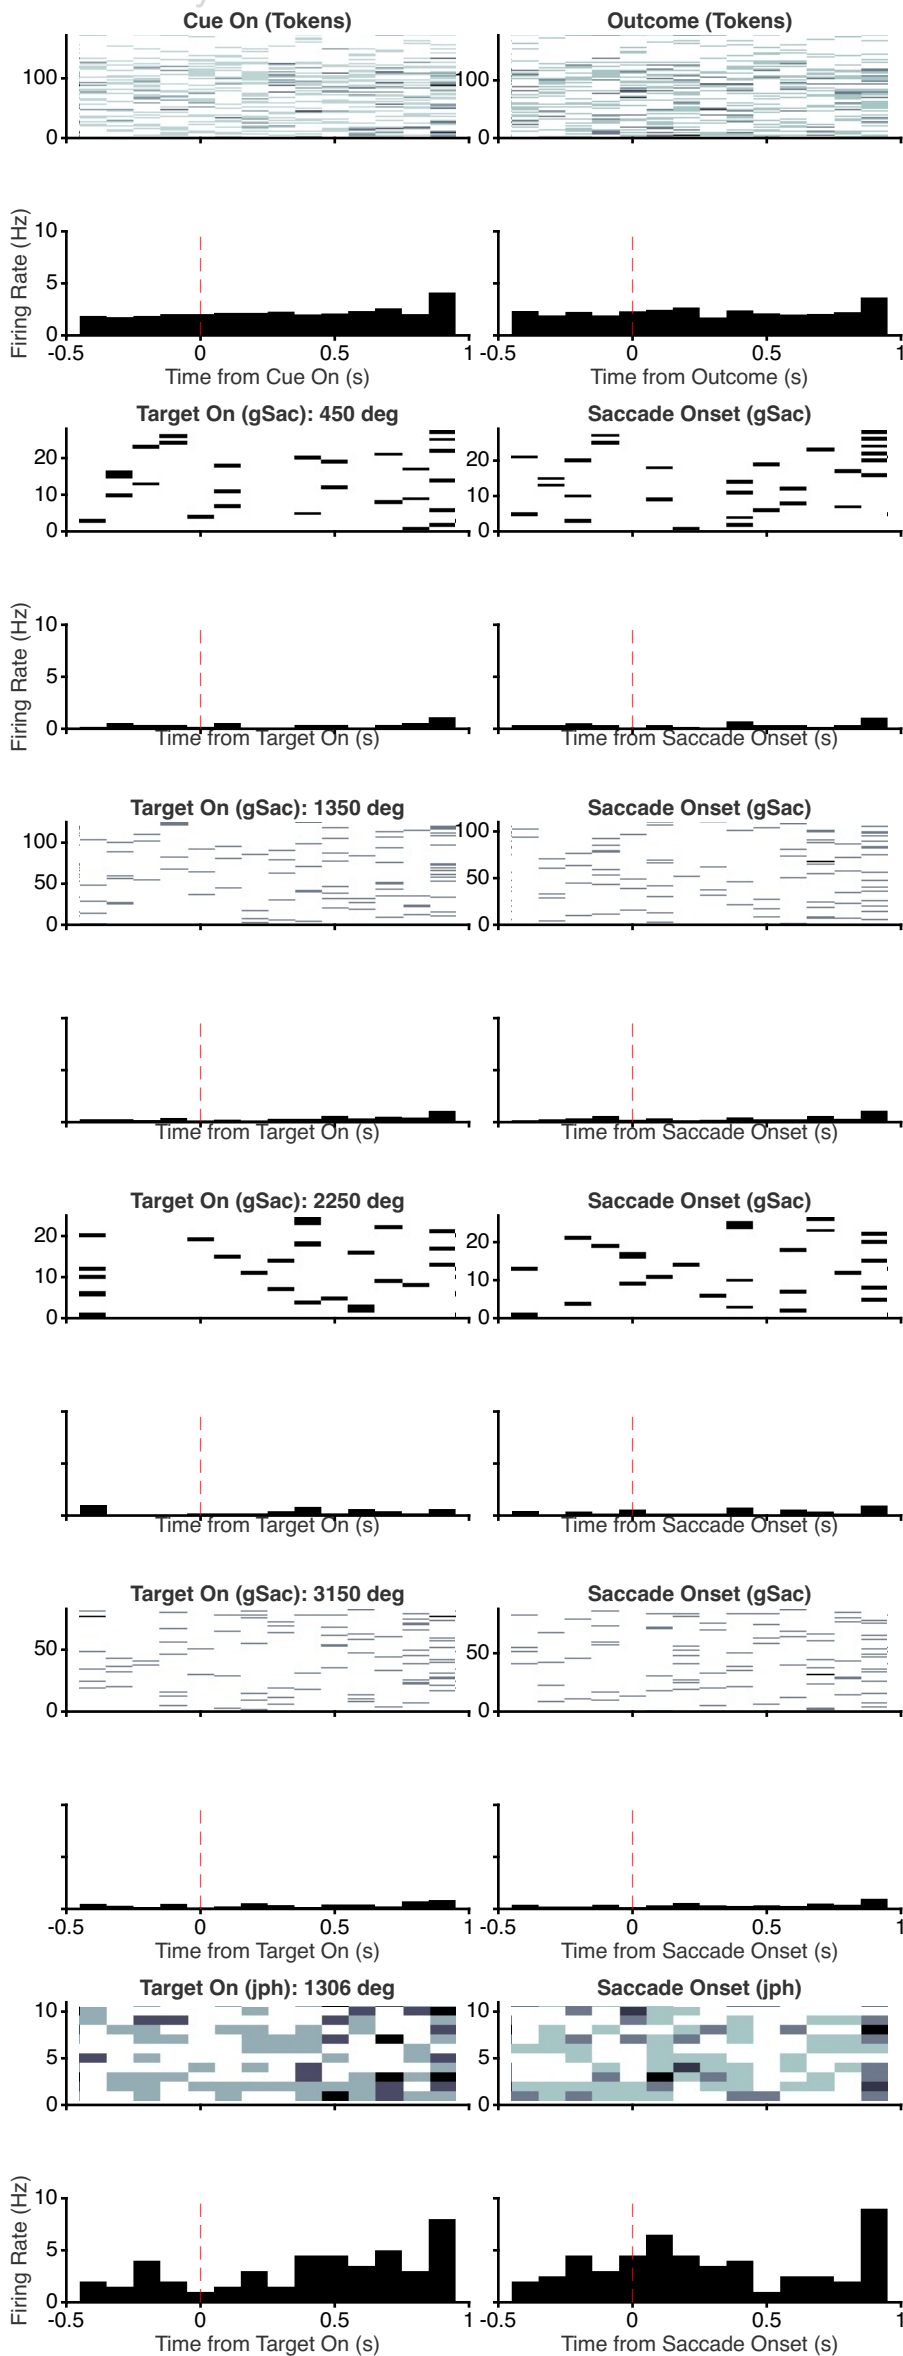 Cue On (Tokens) Outcome (Tokens)
100 100
0 0
Firing Rate (Hz)
10
5
0
-0.5 0 0.5 1 -0.5 0 0.5 1
Time from Cue On (s) Time from Outcome (s)
Target On (gSac): 450 deg Saccade Onset (gSac)
20 20
10 10
0 0
Firing Rate (Hz)
10
5
0
Time from Target On (s) Time from Saccade Onset (s)
Target On (gSac): 1350 deg Saccade Onset (gSac)
100 100
50 50
0 0
Time from Target On (s) Time from Saccade Onset (s)
Target On (gSac): 2250 deg Saccade Onset (gSac)
20 20
10 10
0 0
Time from Target On (s) Time from Saccade Onset (s)
Target On (gSac): 3150 deg Saccade Onset (gSac)
50 50
0 0
-0.5 0 0.5 1 -0.5 0 0.5 1
Time from Target On (s) Time from Saccade Onset (s)
Target On (jph): 1306 deg Saccade Onset (jph)
10 10
5 5
0 0
Firing Rate (Hz)
10 10
5 5
0 0
-0.5 0 0.5 1 -0.5 0 0.5 1
Time from Target On (s) Time from Saccade Onset (s)